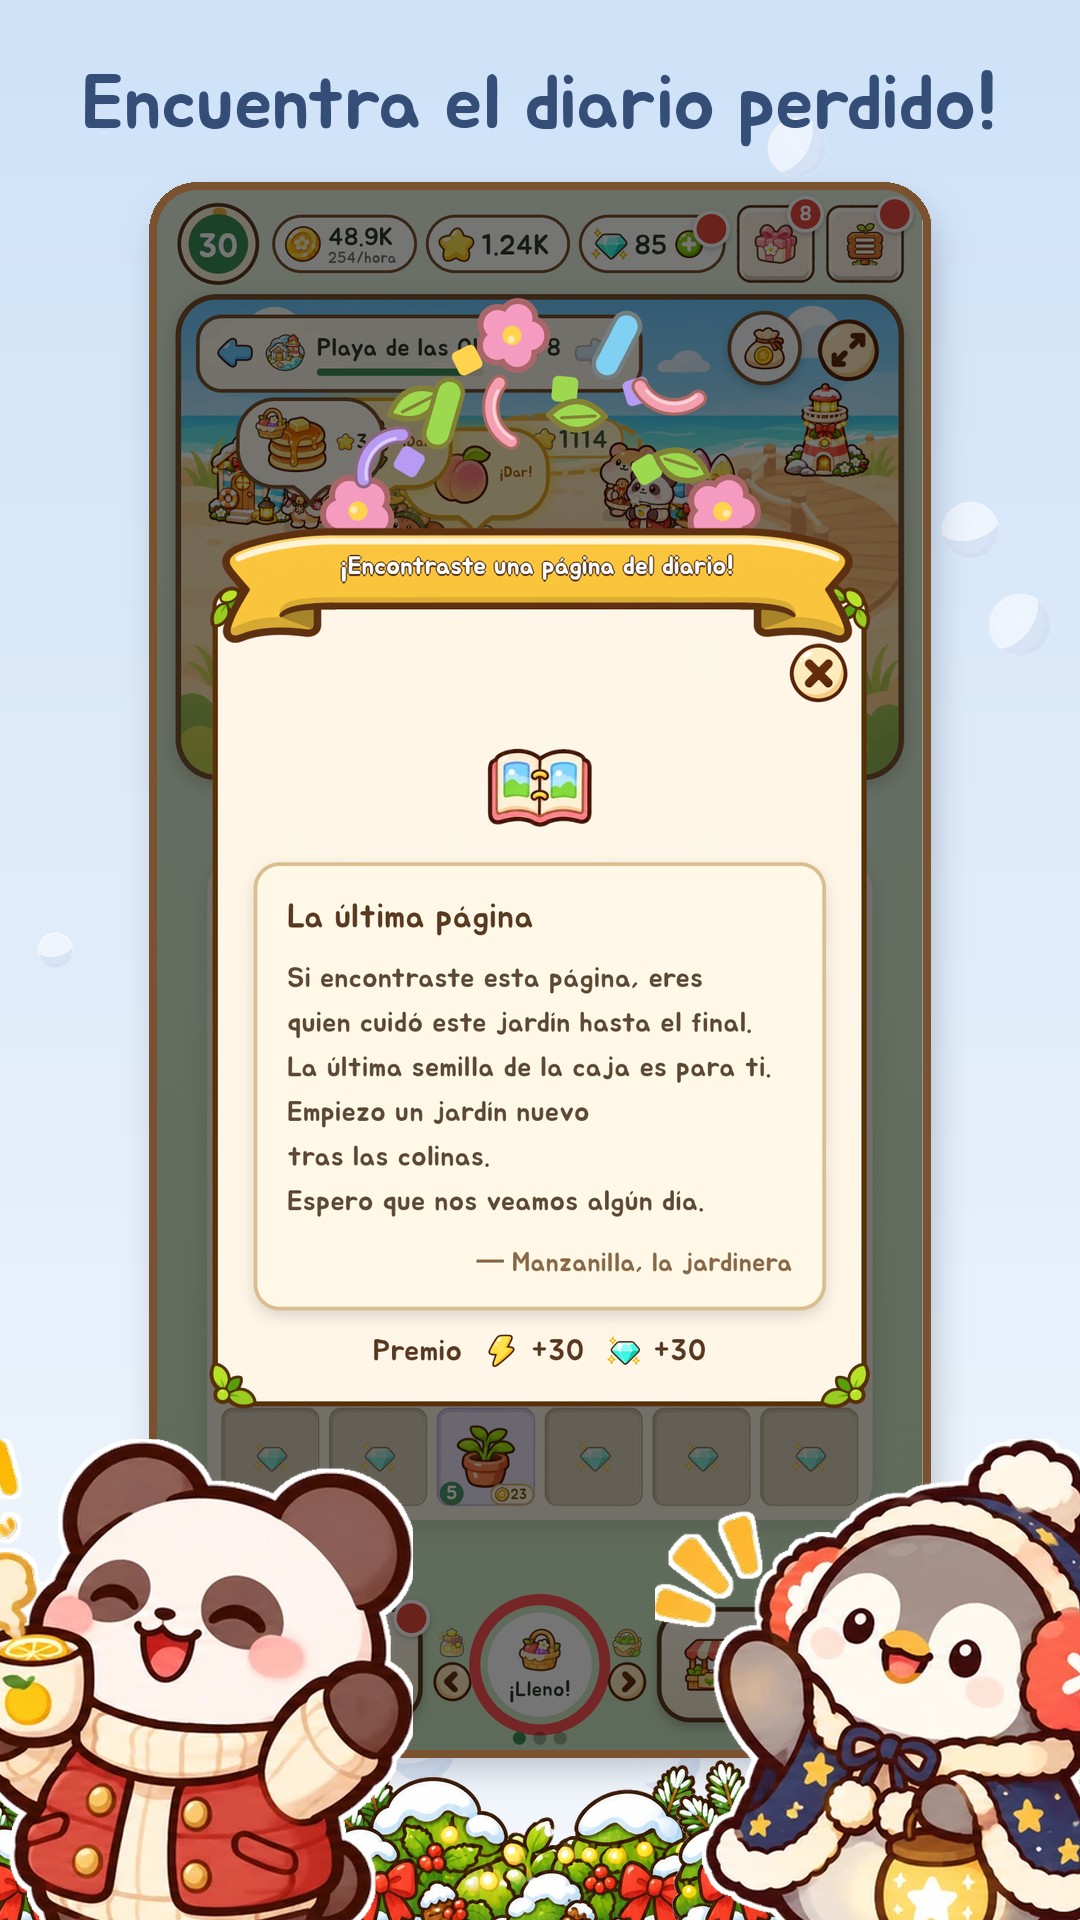 Encuentra el diario perdido!
30
48.9K
254/hora
1.24K
85
8
Playa de las
8
1114
¡Dar!
¡Encontraste una página del diario!
La última página
Si encontraste esta página, eres
quien cuidó este jardín hasta el final.
La última semilla de la caja es para ti.
Empiezo un jardín nuevo
tras las colinas.
Espero que nos veamos algún día.
— Manzanilla, la jardinera
Premio +30 +30
5
23
¡Lleno!